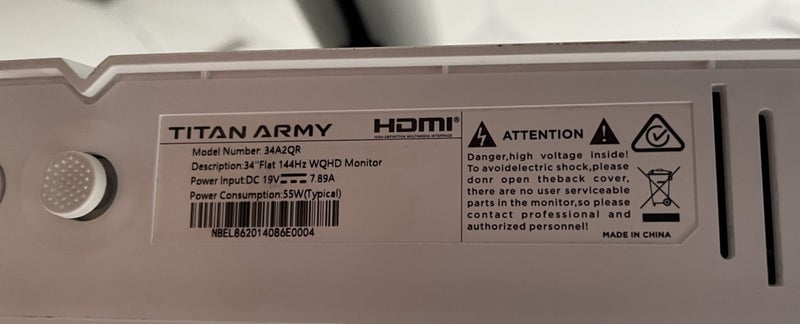 TITAN ARMY
HDMI®
HIGH-DEFINITION MULTIMEDIA INTERFACE
Model Number: 34A2QR
Description:34"Flat 144Hz WQHD Monitor
Power Input:DC 19V⎓7.89A
Power Consumption:55W(Typical)
NBEL862014086E0004
ATTENTION
Danger,high voltage inside!
To avoidelectric shock,please
donr open theback cover,
there are no user serviceable
parts in the monitor,so please
contact professional and
authorized personnel!
MADE IN CHINA